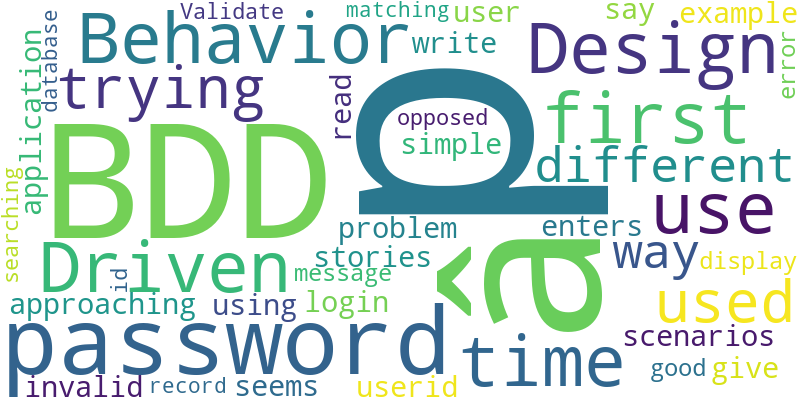 Validate
matching
user
say
example
Behavior
write
Design
database
trying
application
read
opposed
p
first
error
BDD
simple
different
searching
use
problem
enters
Driven
stories
â
way
display
id
message
approaching
using
login
used
password
time
scenarios
invalid
record
seems
userid
good
give